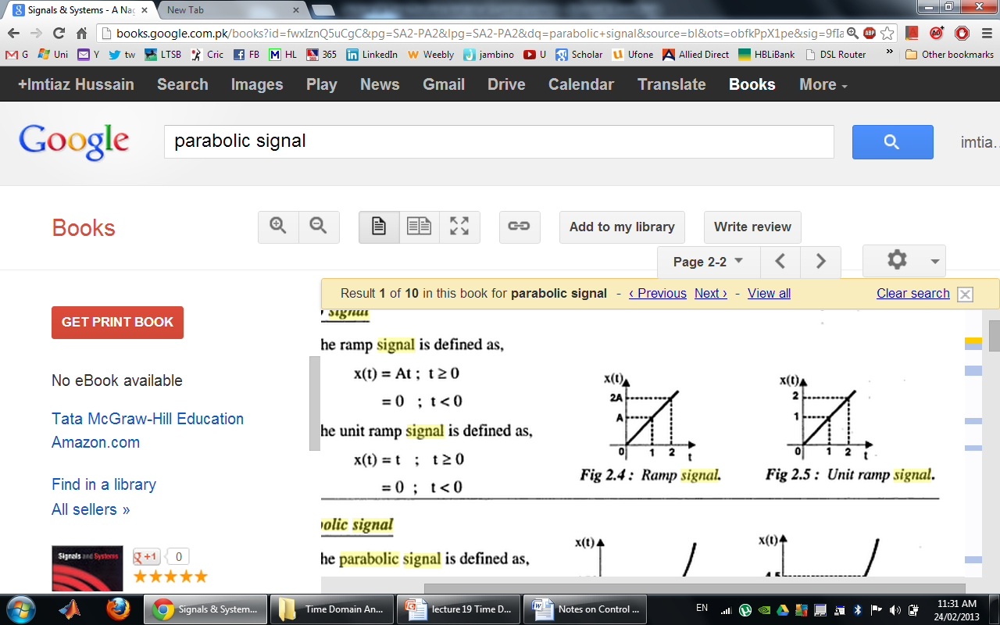 Signals & Systems - A Nag
New Tab
books.google.com.pk/books?id=fwxIznQ5uCgC&pg=SA2-PA2&lpg=SA2-PA2&dq=parabolic+signal&source=bl&ots=obfkPpX1pe&sig=9fIa
G Uni Y tw LTSB Cric FB HL 365 LinkedIn Weebly jambino U Scholar Ufone Allied Direct HBLiBank DSL Router » Other bookmarks
+Imtiaz Hussain Search Images Play News Gmail Drive Calendar Translate Books More
Google
parabolic signal
imtia...
Books
Add to my library
Write review
Page 2-2
Result 1 of 10 in this book for parabolic signal - ‹ Previous Next › - View all
Clear search
GET PRINT BOOK
No eBook available
Tata McGraw-Hill Education
Amazon.com
Find in a library
All sellers »
Signals and Systems
g +1 0
signal
he ramp signal is defined as,
x(t) = At ; t ≥ 0
= 0 ; t < 0
he unit ramp signal is defined as,
x(t) = t ; t ≥ 0
= 0 ; t < 0
x(t)
2A
A
0 1 2 t
Fig 2.4 : Ramp signal.
x(t)
2
1
0 1 2 t
Fig 2.5 : Unit ramp signal.
bolic signal
he parabolic signal is defined as,
x(t)
x(t)
4.5
Signals & System...
Time Domain An...
lecture 19 Time D...
Notes on Control ...
EN
11:31 AM
24/02/2013